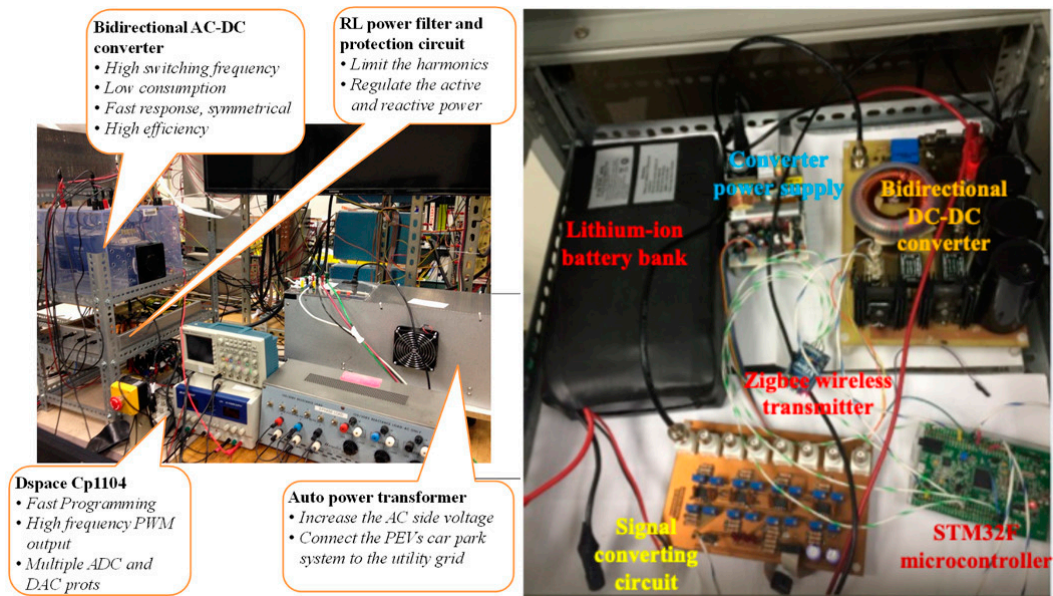 Bidirectional AC-DC
converter
• High switching frequency
• Low consumption
• Fast response, symmetrical
• High efficiency
RL power filter and
protection circuit
• Limit the harmonics
• Regulate the active
and reactive power
Dspace Cp1104
• Fast Programming
• High frequency PWM
output
• Multiple ADC and
DAC prots
Auto power transformer
• Increase the AC side voltage
• Connect the PEVs car park
system to the utility grid
Converter
power supply
Bidirectional
DC-DC
converter
Lithium-ion
battery bank
Zigbee wireless
transmitter
Signal
converting
circuit
STM32F
microcontroller